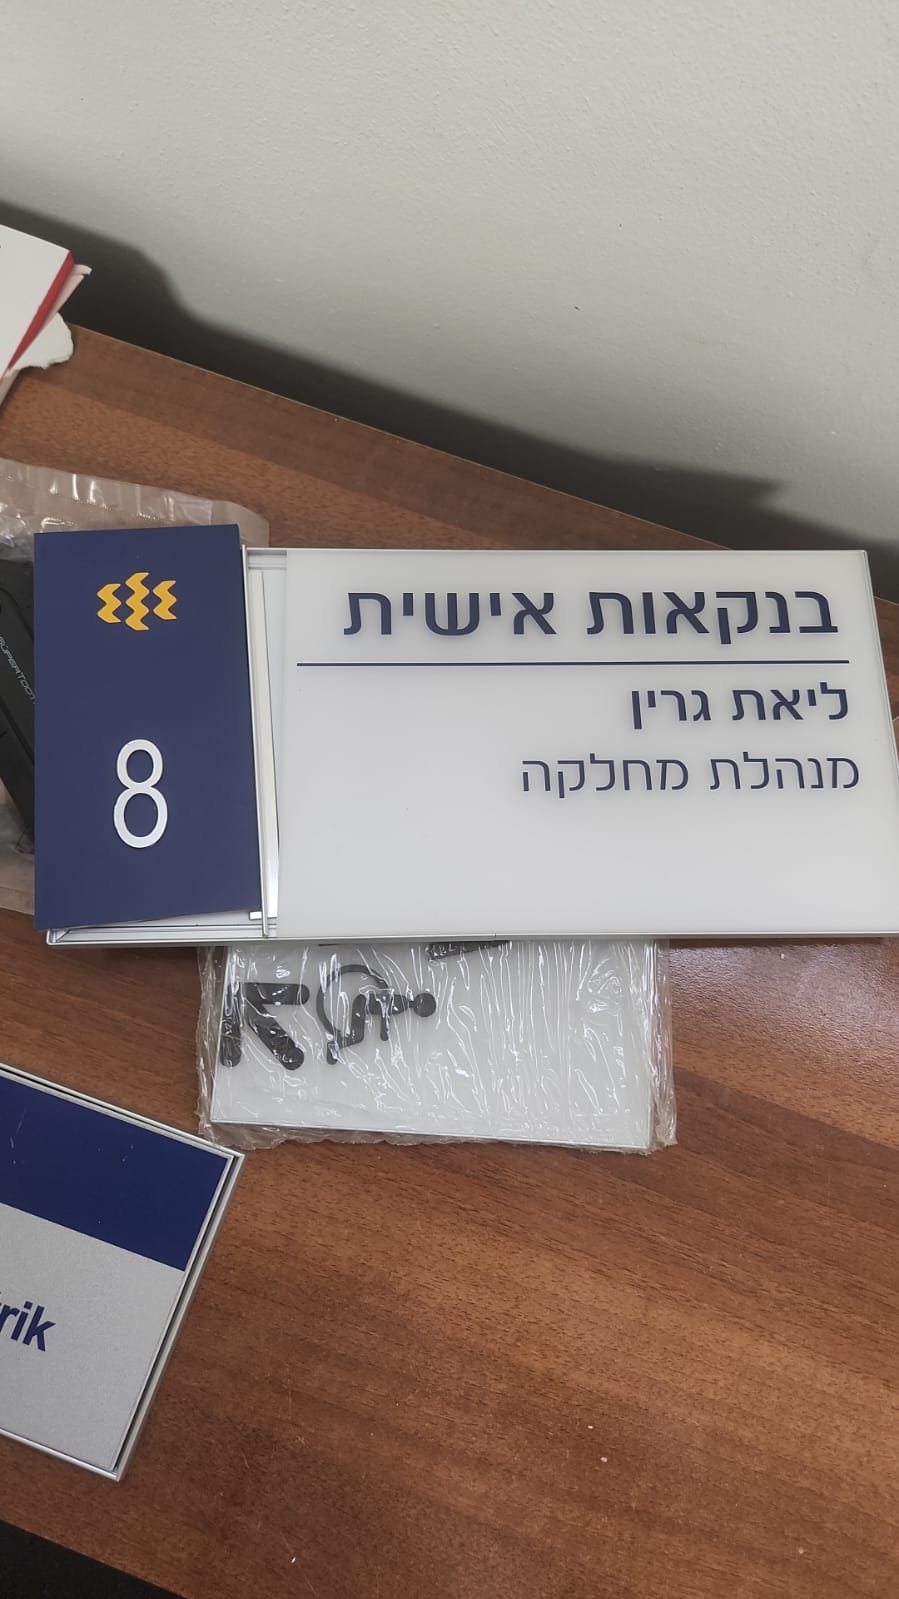 בנקאות אישית
ליאת גרין
מנהלת מחלקה
8
rik